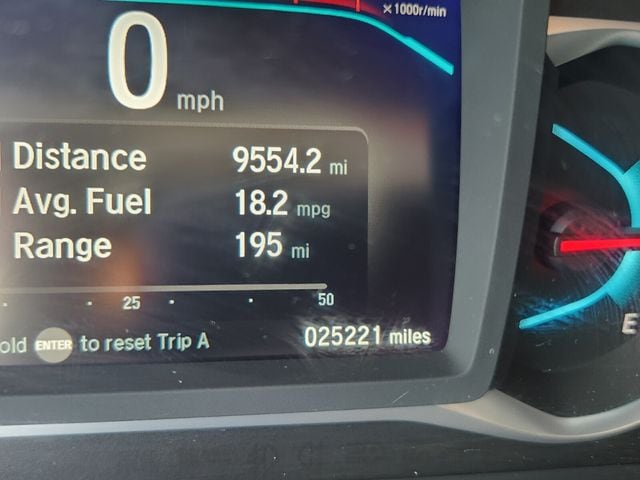 ×1000r/min
0 mph
Distance 9554.2 mi
Avg. Fuel 18.2 mpg
Range 195 mi
25 50
old ENTER to reset Trip A
025221 miles
E